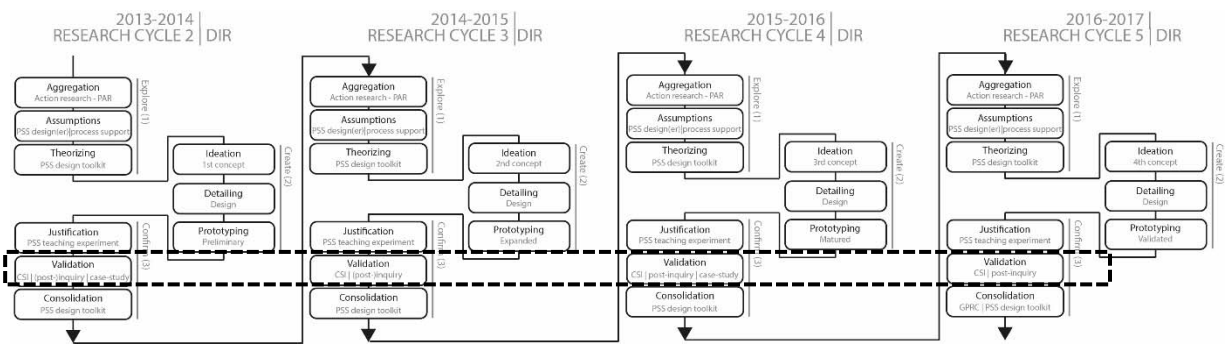 2013-2014
RESEARCH CYCLE 2 | DIR
Aggregation
Action research - PAR
Assumptions
PSS design(er)|process support
Theorizing
PSS design toolkit
Explore (1)
Ideation
1st concept
Detailing
Design
Prototyping
Preliminary
Create (2)
Justification
PSS teaching experiment
Validation
CSI | (post-)inquiry | case-study
Consolidation
PSS design toolkit
Confirm (3)
2014-2015
RESEARCH CYCLE 3 | DIR
Aggregation
Action research - PAR
Assumptions
PSS design(er)|process support
Theorizing
PSS design toolkit
Explore (1)
Ideation
2nd concept
Detailing
Design
Prototyping
Expanded
Create (2)
Justification
PSS teaching experiment
Validation
CSI | (post-)inquiry
Consolidation
PSS design toolkit
Confirm (3)
2015-2016
RESEARCH CYCLE 4 | DIR
Aggregation
Action research - PAR
Assumptions
PSS design(er)|process support
Theorizing
PSS design toolkit
Explore (1)
Ideation
3rd concept
Detailing
Design
Prototyping
Matured
Create (2)
Justification
PSS teaching experiment
Validation
CSI | post-inquiry | case-study
Consolidation
PSS design toolkit
Confirm (3)
2016-2017
RESEARCH CYCLE 5 | DIR
Aggregation
Action research - PAR
Assumptions
PSS design(er)|process support
Theorizing
PSS design toolkit
Explore (1)
Ideation
4th concept
Detailing
Design
Prototyping
Validated
Create (2)
Justification
PSS teaching experiment
Validation
CSI | post-inquiry
Consolidation
GPRC | PSS design toolkit
Confirm (3)